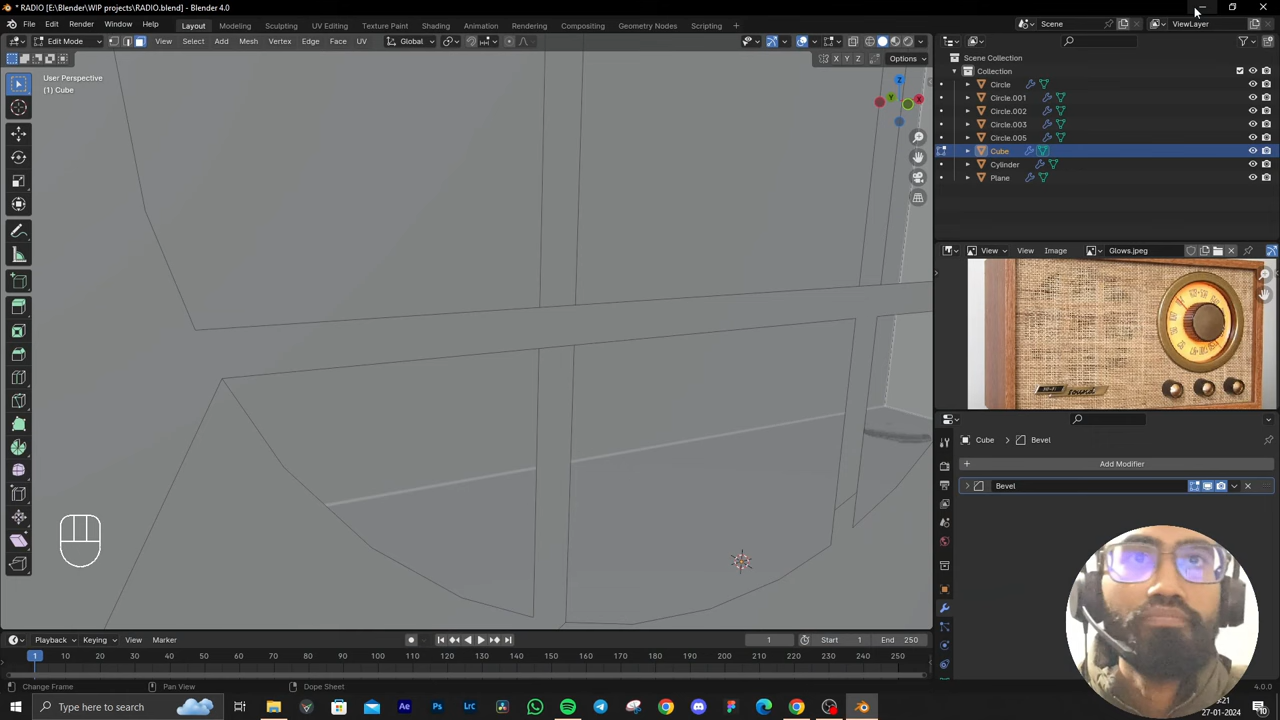 * RADIO [E:\Blender\WIP projects\RADIO.blend] - Blender 4.0
File Edit Render Window Help Layout Modeling Sculpting UV Editing Texture Paint Shading Animation Rendering Compositing Geometry Nodes Scripting Scene ViewLayer
Edit Mode View Select Add Mesh Vertex Edge Face UV Global
X Y Z Options
User Perspective
(1) Cube
Z
Y
X
Scene Collection
Collection
Circle
Circle.001
Circle.002
Circle.003
Circle.005
Cube
Cylinder
Plane
View View Image Glows.jpeg
sound
Cube > Bevel
+ Add Modifier
Bevel
Playback Keying View Marker 1 Start 1 End 250
1 10 20 30 40 50 60 70 80 90 100 110 120 130 140 150 160 170 180 190 200 210 220 230 240 250
Change Frame Pan View Dope Sheet 4.0.0
Type here to search
Ae Ps Lrc
27-01-2024